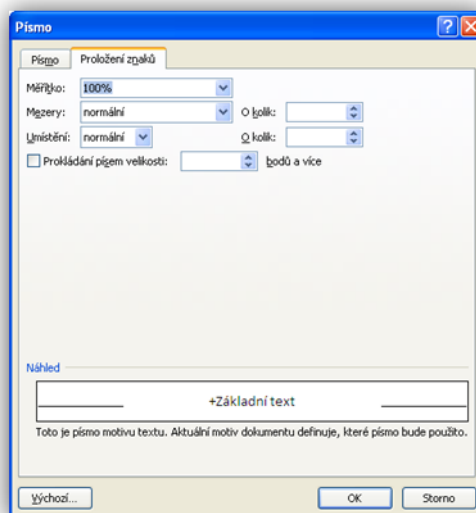 Písmo
Písmo Proložení znaků
Měřítko: 100%
Mezery: normální O kolik:
Umístění: normální O kolik:
Prokládání písem velikosti: bodů a více
Náhled
+Základní text
Toto je písmo motivu textu. Aktuální motiv dokumentu definuje, které písmo bude použito.
Výchozí... OK Storno